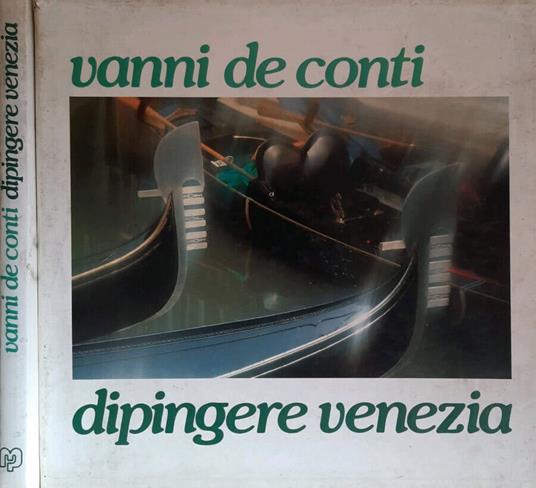 vanni de conti dipingere venezia
vanni de conti
dipingere venezia